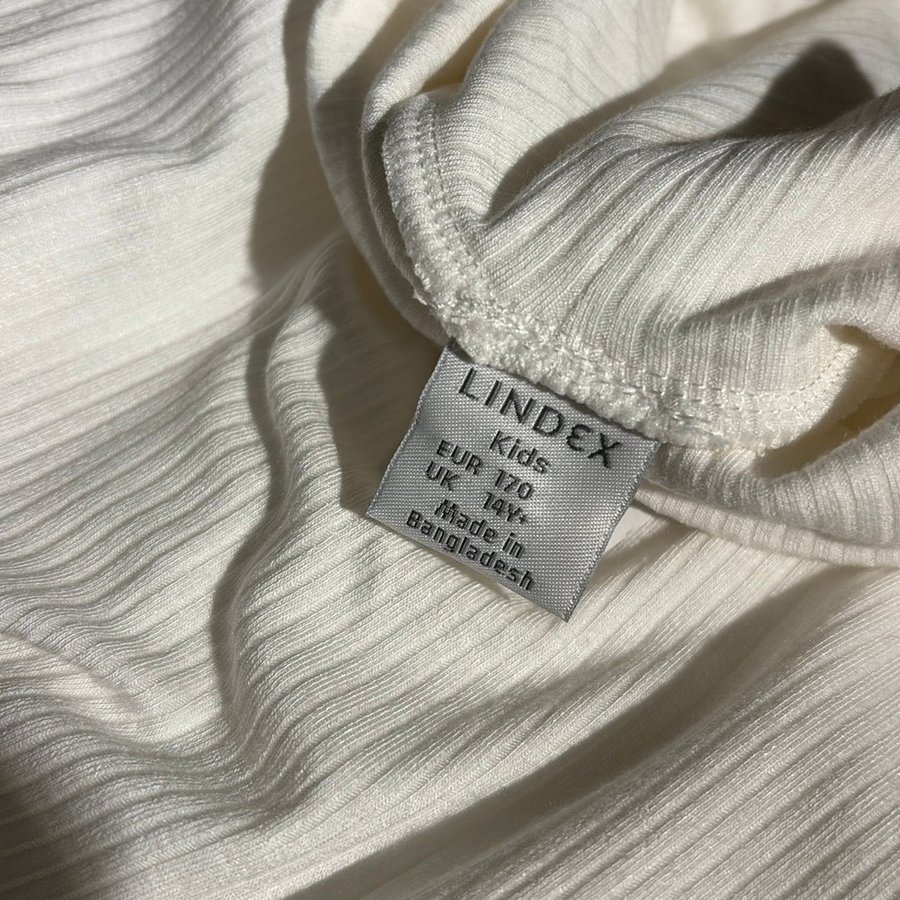 LINDEX
Kids
EUR 170
UK 14Y+
Made in
Bangladesh